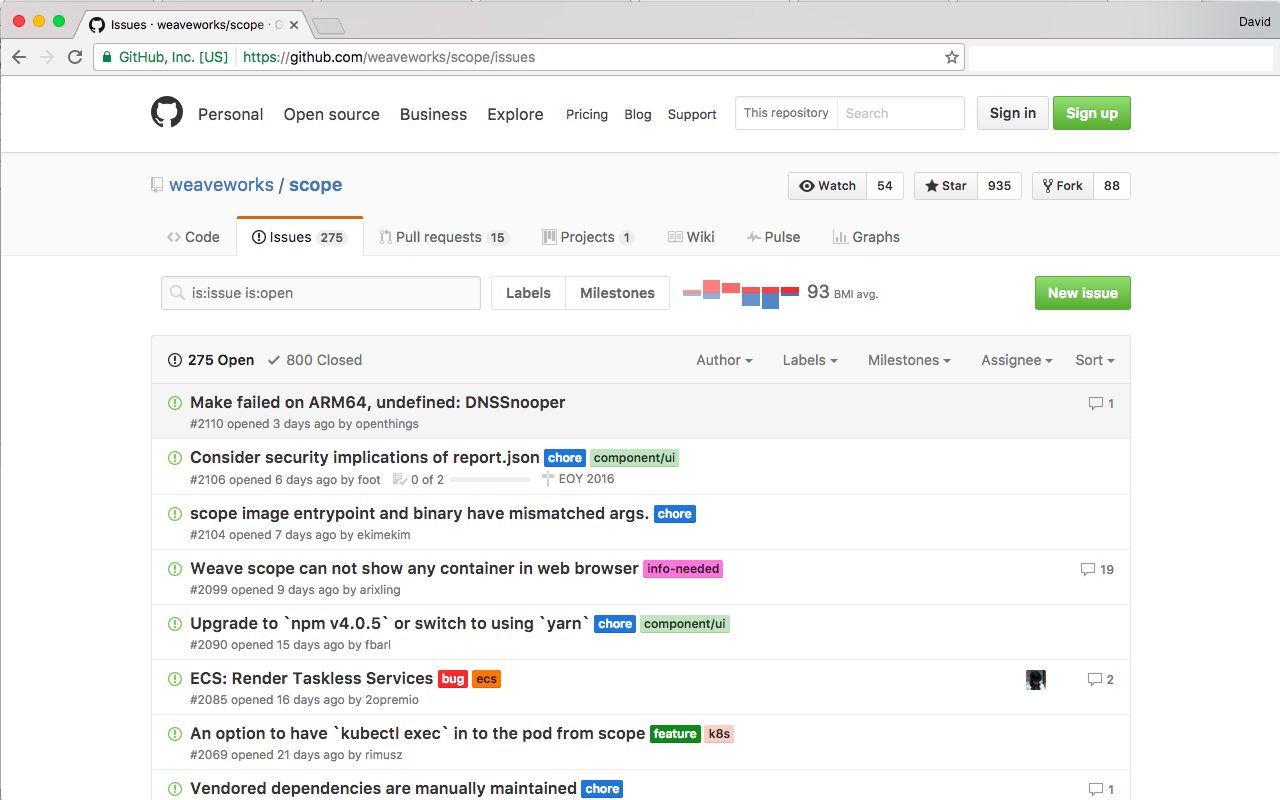 Issues · weaveworks/scope · G
David
GitHub, Inc. [US] https://github.com/weaveworks/scope/issues
Personal Open source Business Explore Pricing Blog Support This repository Search Sign in Sign up
weaveworks / scope Watch 54 Star 935 Fork 88
Code Issues 275 Pull requests 15 Projects 1 Wiki Pulse Graphs
is:issue is:open Labels Milestones 93 BMI avg. New issue
275 Open 800 Closed Author Labels Milestones Assignee Sort
Make failed on ARM64, undefined: DNSSnooper 1
#2110 opened 3 days ago by openthings
Consider security implications of report.json chore component/ui
#2106 opened 6 days ago by foot 0 of 2 EOY 2016
scope image entrypoint and binary have mismatched args. chore
#2104 opened 7 days ago by ekimekim
Weave scope can not show any container in web browser info-needed 19
#2099 opened 9 days ago by arixling
Upgrade to `npm v4.0.5` or switch to using `yarn` chore component/ui
#2090 opened 15 days ago by fbarl
ECS: Render Taskless Services bug ecs 2
#2085 opened 16 days ago by 2opremio
An option to have `kubectl exec` in to the pod from scope feature k8s
#2069 opened 21 days ago by rimusz
Vendored dependencies are manually maintained chore 1